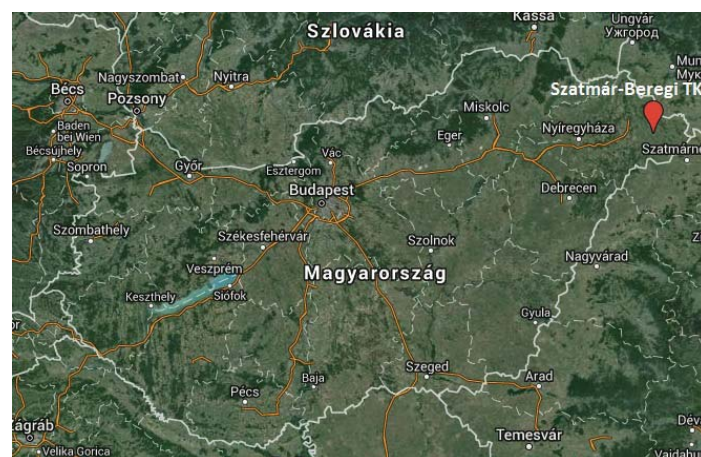 Kassa
Ungvár
Ужгород
Szlovákia
Nagyszombat
Nyitra
Bécs
Pozsony
Szatmár-Beregi TK
Miskolc
Baden
bei Wien
Bécsújhely
Sopron
Eger
Nyíregyháza
Vác
Győr
Esztergom
Budapest
Debrecen
Szombathely
Székesfehérvár
Szolnok
Veszprém
Nagyvárad
Magyarország
Keszthely
Siófok
Gyula
Szeged
Baja
Pécs
Arad
Temesvár
Velika Gorica